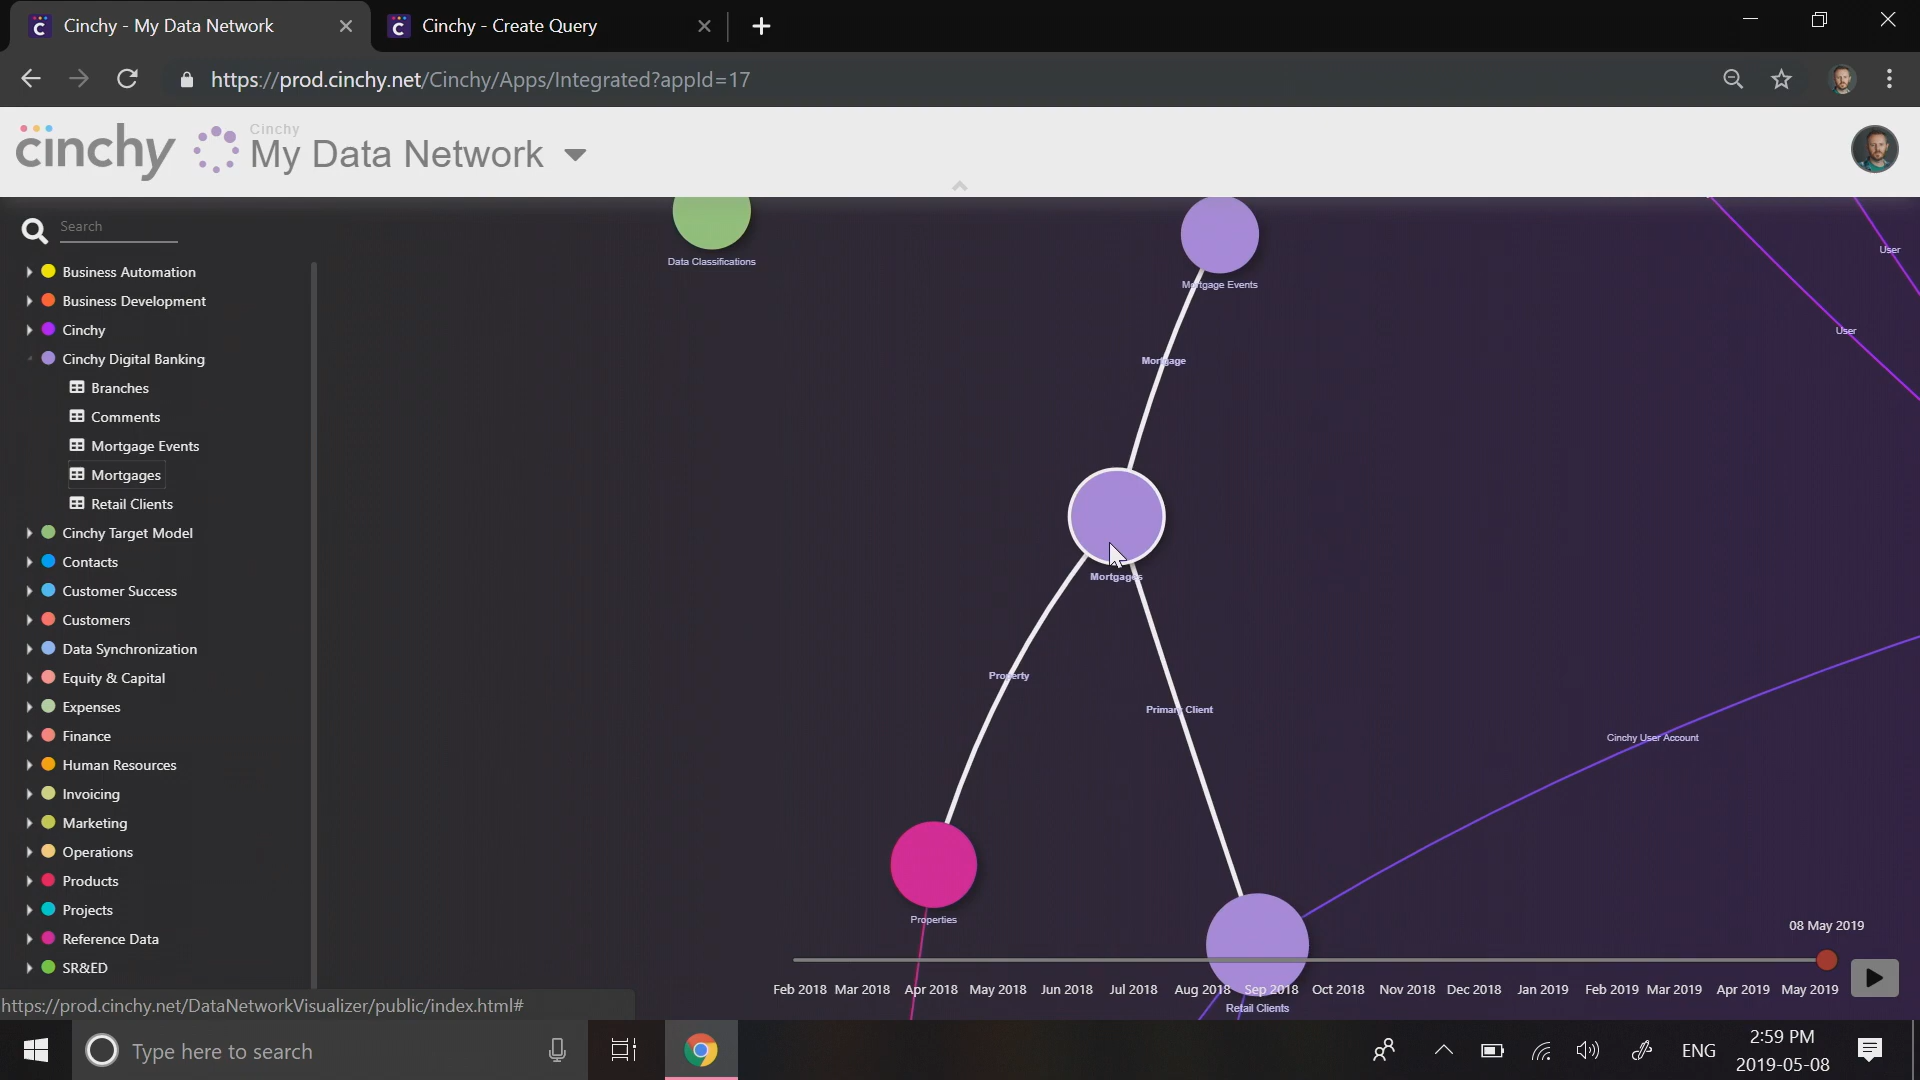 Cinchy - My Data Network
Cinchy - Create Query
https://prod.cinchy.net/Cinchy/Apps/Integrated?appId=17
cinchy
Cinchy
My Data Network
Search
Business Automation
Business Development
Cinchy
Cinchy Digital Banking
Branches
Comments
Mortgage Events
Mortgages
Retail Clients
Cinchy Target Model
Contacts
Customer Success
Customers
Data Synchronization
Equity & Capital
Expenses
Finance
Human Resources
Invoicing
Marketing
Operations
Products
Projects
Reference Data
SR&ED
Data Classifications
Mortgage Events
User
User
Mortgage
Mortgages
Property
Primary Client
Cinchy User Account
Properties
08 May 2019
Feb 2018 Mar 2018 Apr 2018 May 2018 Jun 2018 Jul 2018 Aug 2018 Sep 2018 Oct 2018 Nov 2018 Dec 2018 Jan 2019 Feb 2019 Mar 2019 Apr 2019 May 2019
Retail Clients
https://prod.cinchy.net/DataNetworkVisualizer/public/index.html#
Type here to search
ENG
2:59 PM
2019-05-08